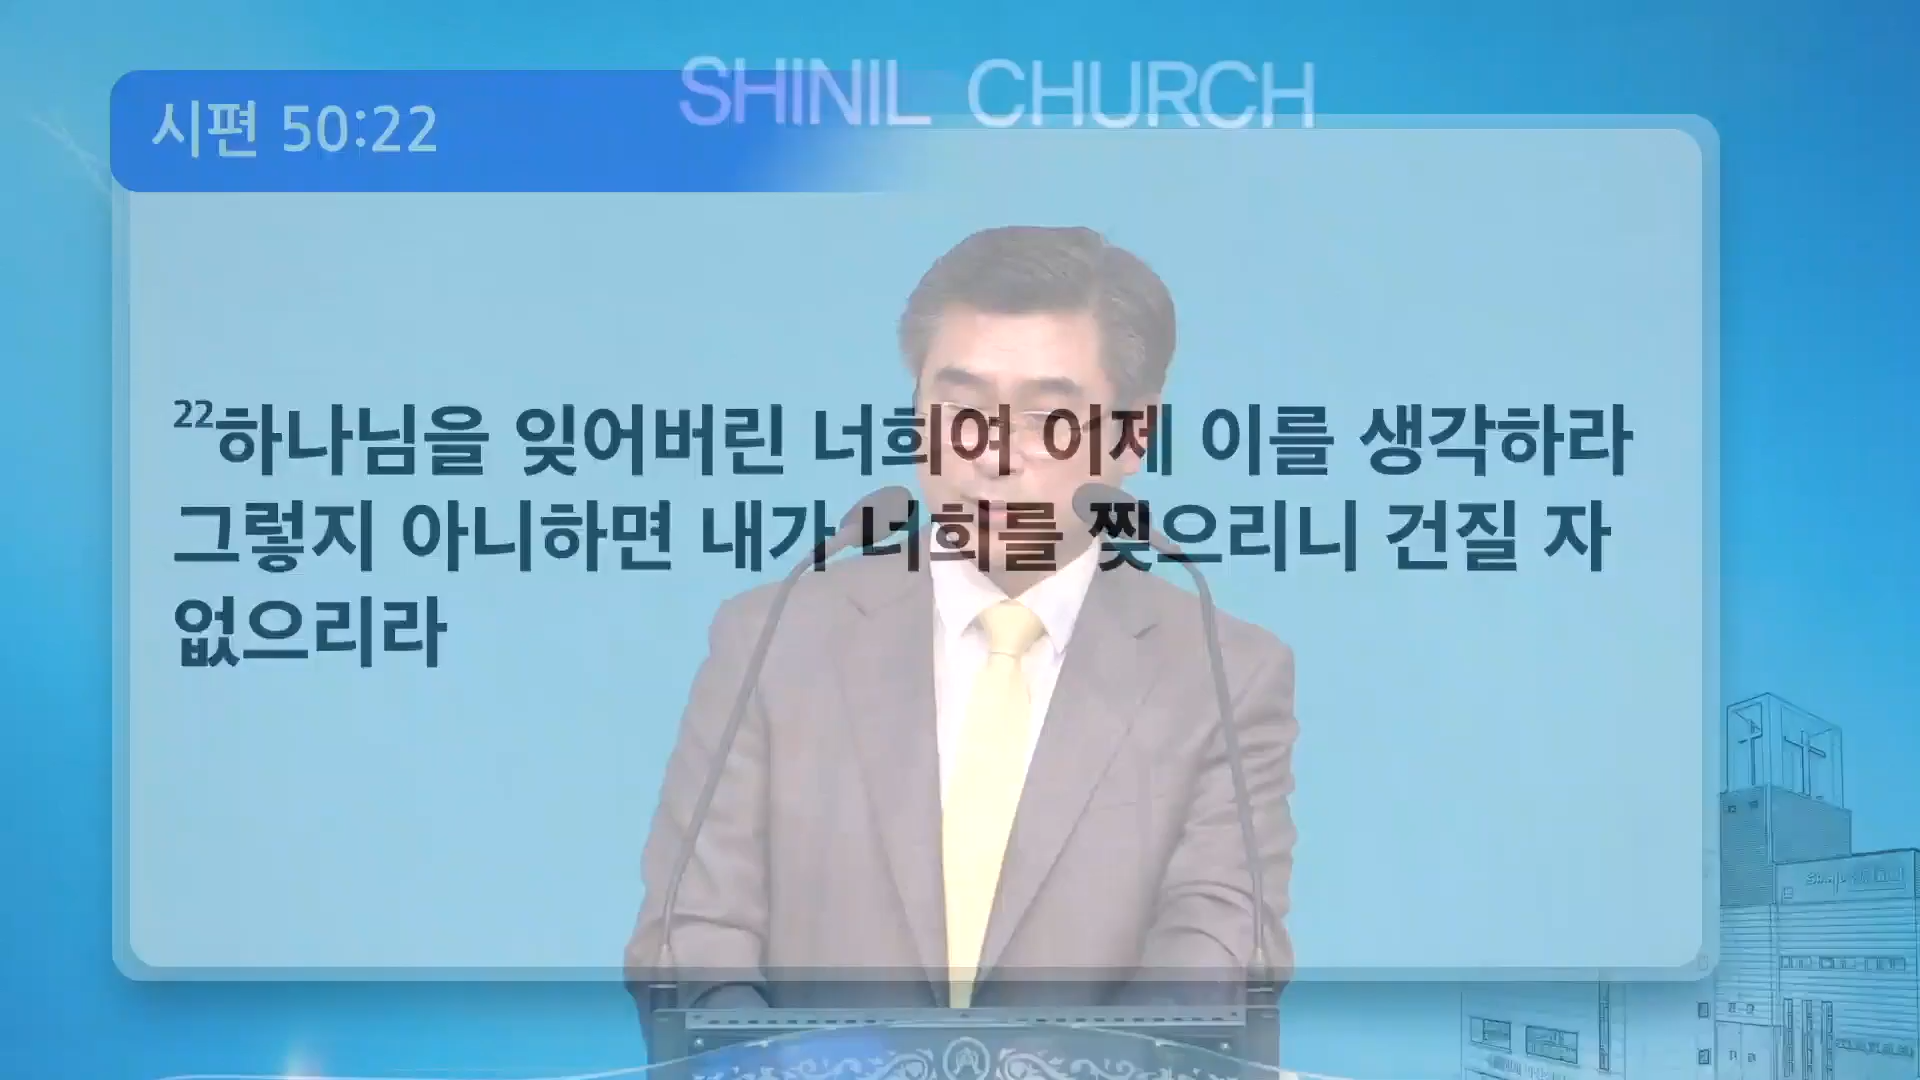 SHINIL CHURCH
시편 50:22
22하나님을 잊어버린 너희여 이제 이를 생각하라
그렇지 아니하면 내가 너희를 찢으리니 건질 자
없으리라